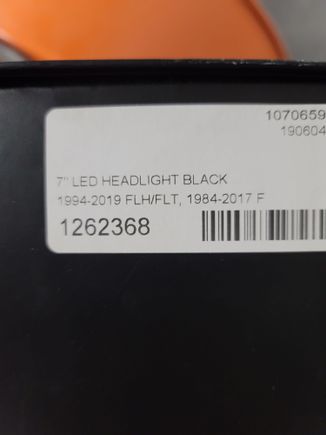 1070659
190604
7" LED HEADLIGHT BLACK
1994-2019 FLH/FLT, 1984-2017 F
1262368